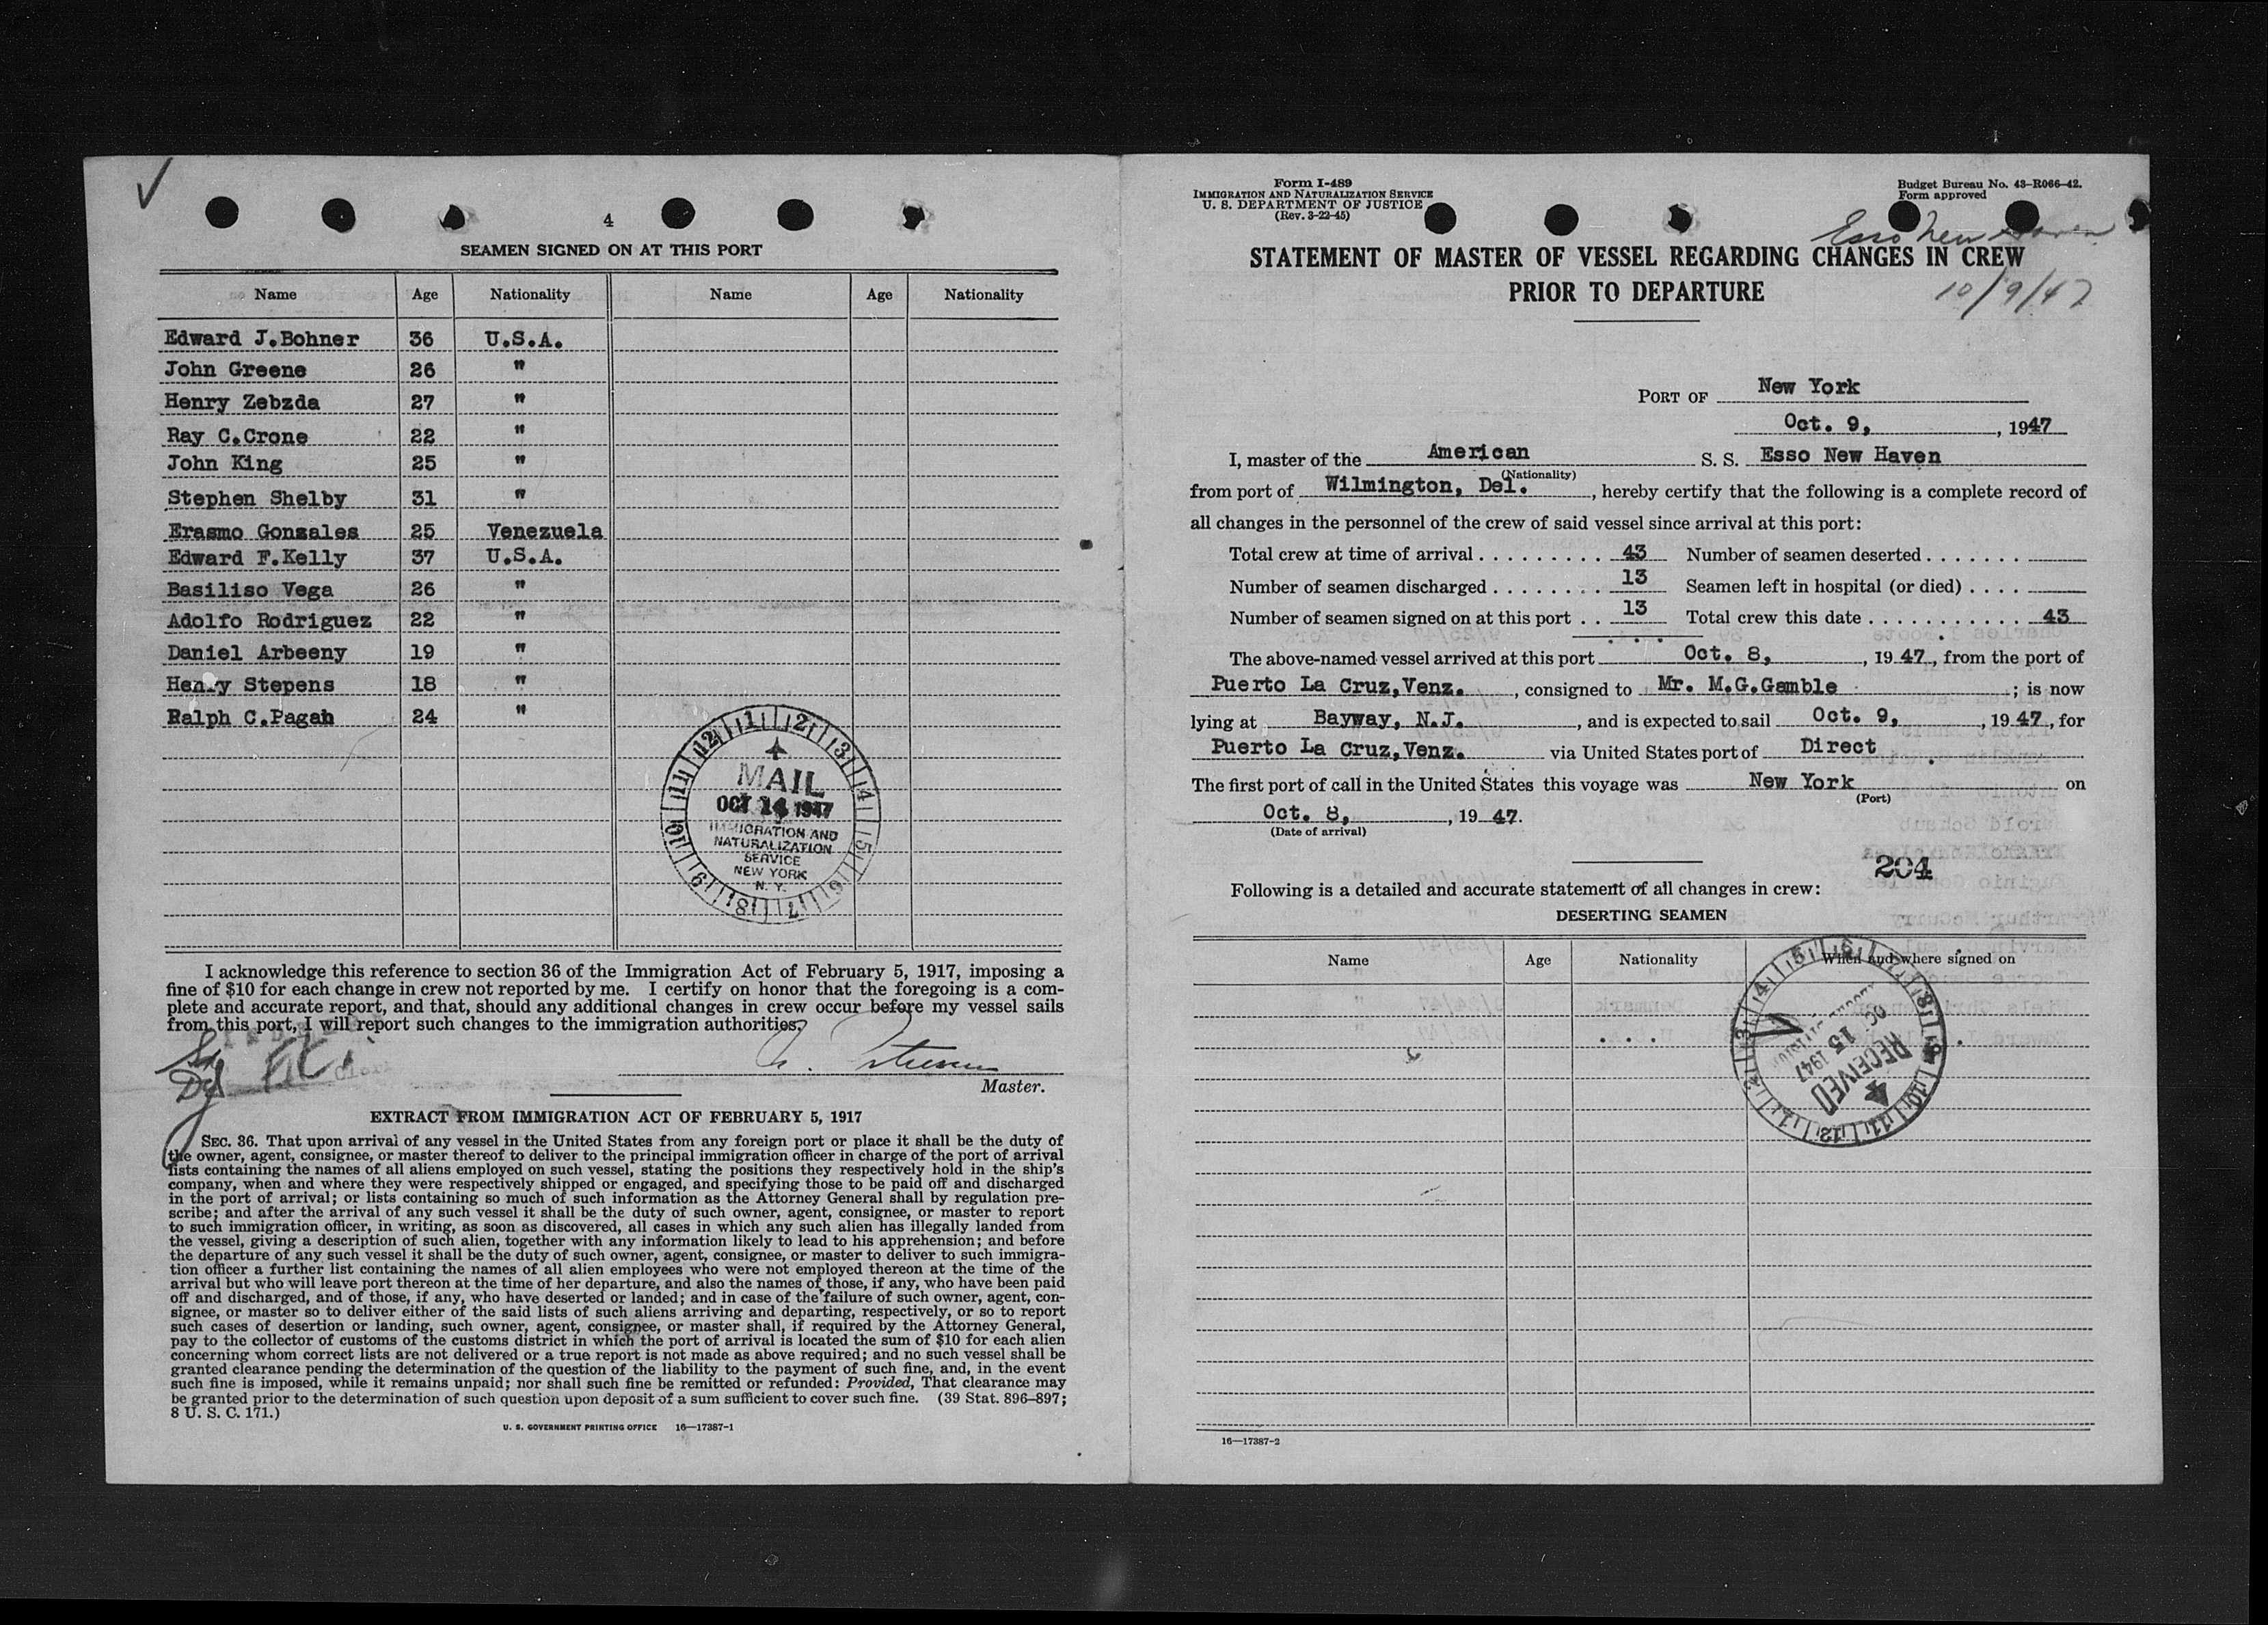 4
SEAMEN SIGNED ON AT THIS PORT
Name Age Nationality Name Age Nationality
Edward J.Bohner 36 U.S.A.
John Greene 26 "
Henry Zebzda 27 "
Ray C.Crone 22 "
John King 25 "
Stephen Shelby 31 "
Erasmo Gonzales 25 Venezuela
Edward F.Kelly 37 U.S.A.
Basiliso Vega 26 "
Adolfo Rodriguez 22 "
Daniel Arbeeny 19 "
Henry Stepens 18 "
Ralph C.Pagan 24 "
MAIL
OCT 14 1947
IMMIGRATION AND
NATURALIZATION
SERVICE
NEW YORK
N. Y.
I acknowledge this reference to section 36 of the Immigration Act of February 5, 1917, imposing a
fine of $10 for each change in crew not reported by me. I certify on honor that the foregoing is a com-
plete and accurate report, and that, should any additional changes in crew occur before my vessel sails
from this port, I will report such changes to the immigration authorities.
Master.
EXTRACT FROM IMMIGRATION ACT OF FEBRUARY 5, 1917
SEC. 36. That upon arrival of any vessel in the United States from any foreign port or place it shall be the duty of
the owner, agent, consignee, or master thereof to deliver to the principal immigration officer in charge of the port of arrival
lists containing the names of all aliens employed on such vessel, stating the positions they respectively hold in the ship's
company, when and where they were respectively shipped or engaged, and specifying those to be paid off and discharged
in the port of arrival; or lists containing so much of such information as the Attorney General shall by regulation pre-
scribe; and after the arrival of any such vessel it shall be the duty of such owner, agent, consignee, or master to report
to such immigration officer, in writing, as soon as discovered, all cases in which any such alien has illegally landed from
the vessel, giving a description of such alien, together with any information likely to lead to his apprehension; and before
the departure of any such vessel it shall be the duty of such owner, agent, consignee, or master to deliver to such immigra-
tion officer a further list containing the names of all alien employees who were not employed thereon at the time of the
arrival but who will leave port thereon at the time of her departure, and also the names of those, if any, who have been paid
off and discharged, and of those, if any, who have deserted or landed; and in case of the failure of such owner, agent, con-
signee, or master so to deliver either of the said lists of such aliens arriving and departing, respectively, or so to report
such cases of desertion or landing, such owner, agent, consignee, or master shall, if required by the Attorney General,
pay to the collector of customs of the customs district in which the port of arrival is located the sum of $10 for each alien
concerning whom correct lists are not delivered or a true report is not made as above required; and no such vessel shall be
granted clearance pending the determination of the question of the liability to the payment of such fine, and, in the event
such fine is imposed, while it remains unpaid; nor shall such fine be remitted or refunded: Provided, That clearance may
be granted prior to the determination of such question upon deposit of a sum sufficient to cover such fine. (39 Stat. 896–897;
8 U. S. C. 171.)
U. S. GOVERNMENT PRINTING OFFICE 16—17387-1
Form I-489
IMMIGRATION AND NATURALIZATION SERVICE
U. S. DEPARTMENT OF JUSTICE
(Rev. 3-22-45)
Budget Bureau No. 43-R066-42.
Form approved
Esso New Haven
STATEMENT OF MASTER OF VESSEL REGARDING CHANGES IN CREW
PRIOR TO DEPARTURE
10/9/47
PORT OF New York
Oct. 9, , 1947
I, master of the American S. S. Esso New Haven
(Nationality)
from port of Wilmington, Del. , hereby certify that the following is a complete record of
all changes in the personnel of the crew of said vessel since arrival at this port:
Total crew at time of arrival . . . . . . . . . . 43 Number of seamen deserted . . . . . . .
Number of seamen discharged . . . . . . . . 13 Seamen left in hospital (or died) . . . .
Number of seamen signed on at this port . . 13 Total crew this date . . . . . . . . . . . . 43
The above-named vessel arrived at this port Oct. 8, , 1947, from the port of
Puerto La Cruz,Venz. , consigned to Mr. M.G.Gamble ; is now
lying at Bayway, N.J. , and is expected to sail Oct. 9, , 1947, for
Puerto La Cruz,Venz. via United States port of Direct
The first port of call in the United States this voyage was New York on
(Port)
Oct. 8, , 1947.
(Date of arrival)
204
Following is a detailed and accurate statement of all changes in crew:
DESERTING SEAMEN
Name Age Nationality When and where signed on
RECEIVED
OCT 15 1947
16—17387-2